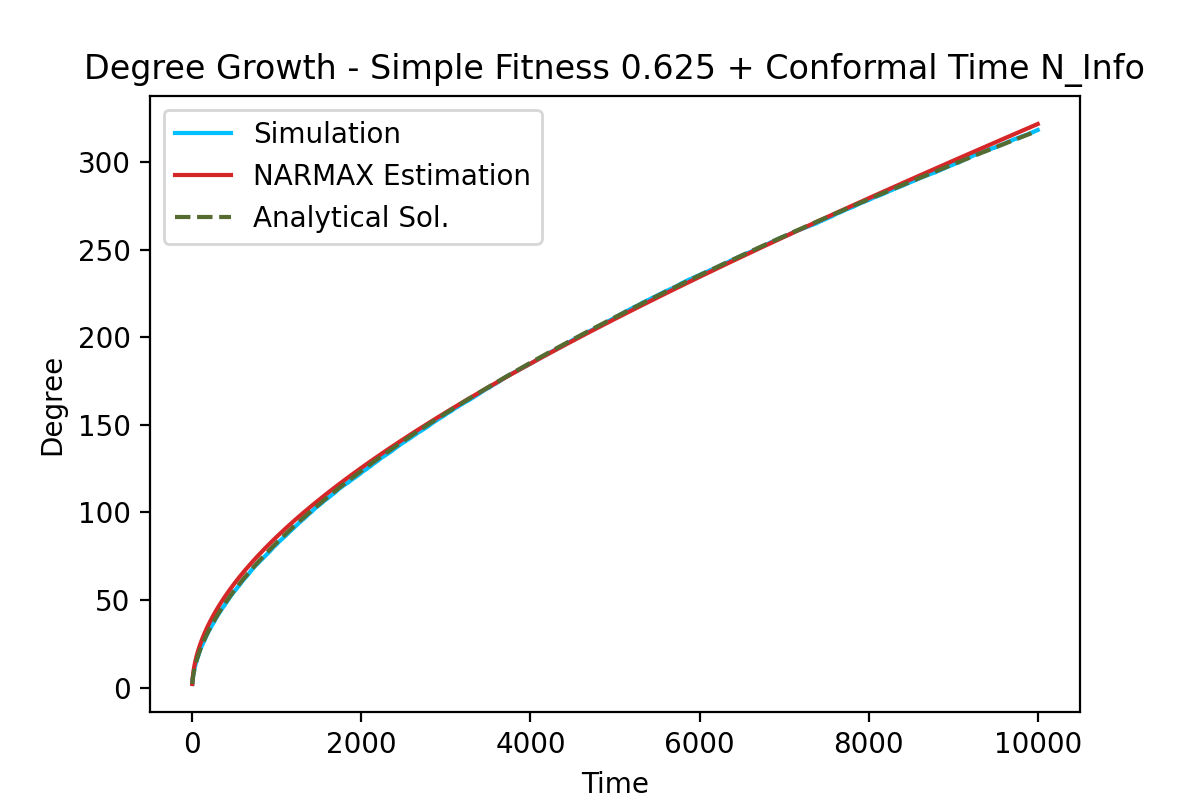 Degree Growth - Simple Fitness 0.625 + Conformal Time N_Info
Simulation
NARMAX Estimation
Analytical Sol.
300
250
200
150
100
50
0
Degree
0 2000 4000 6000 8000 10000
Time